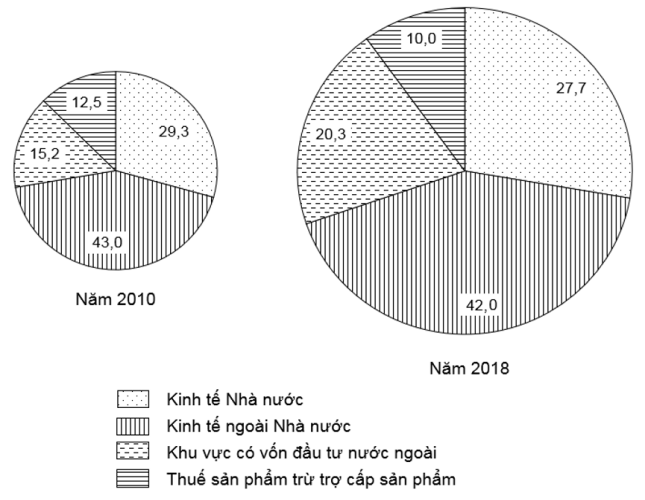 12,5
29,3
15,2
43,0
Năm 2010
10,0
27,7
20,3
42,0
Năm 2018
Kinh tế Nhà nước
Kinh tế ngoài Nhà nước
Khu vực có vốn đầu tư nước ngoài
Thuế sản phẩm trừ trợ cấp sản phẩm